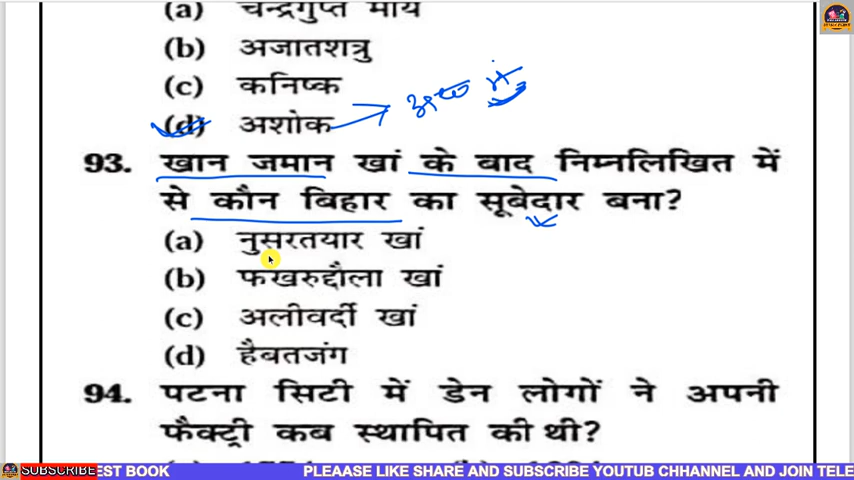 (a) चन्द्रगुप्त मौर्य
(b) अजातशत्रु
(c) कनिष्क
(d) अशोक
93. खान जमान खां के बाद निम्नलिखित में
से कौन बिहार का सूबेदार बना?
(a) नुसरतयार खां
(b) फखरुद्दौला खां
(c) अलीवर्दी खां
(d) हैबतजंग
94. पटना सिटी में डेन लोगों ने अपनी
फैक्ट्री कब स्थापित की थी?
SUBSCRIBE EST BOOK PLEAASE LIKE SHARE AND SUBSCRIBE YOUTUB CHHANNEL AND JOIN TELE